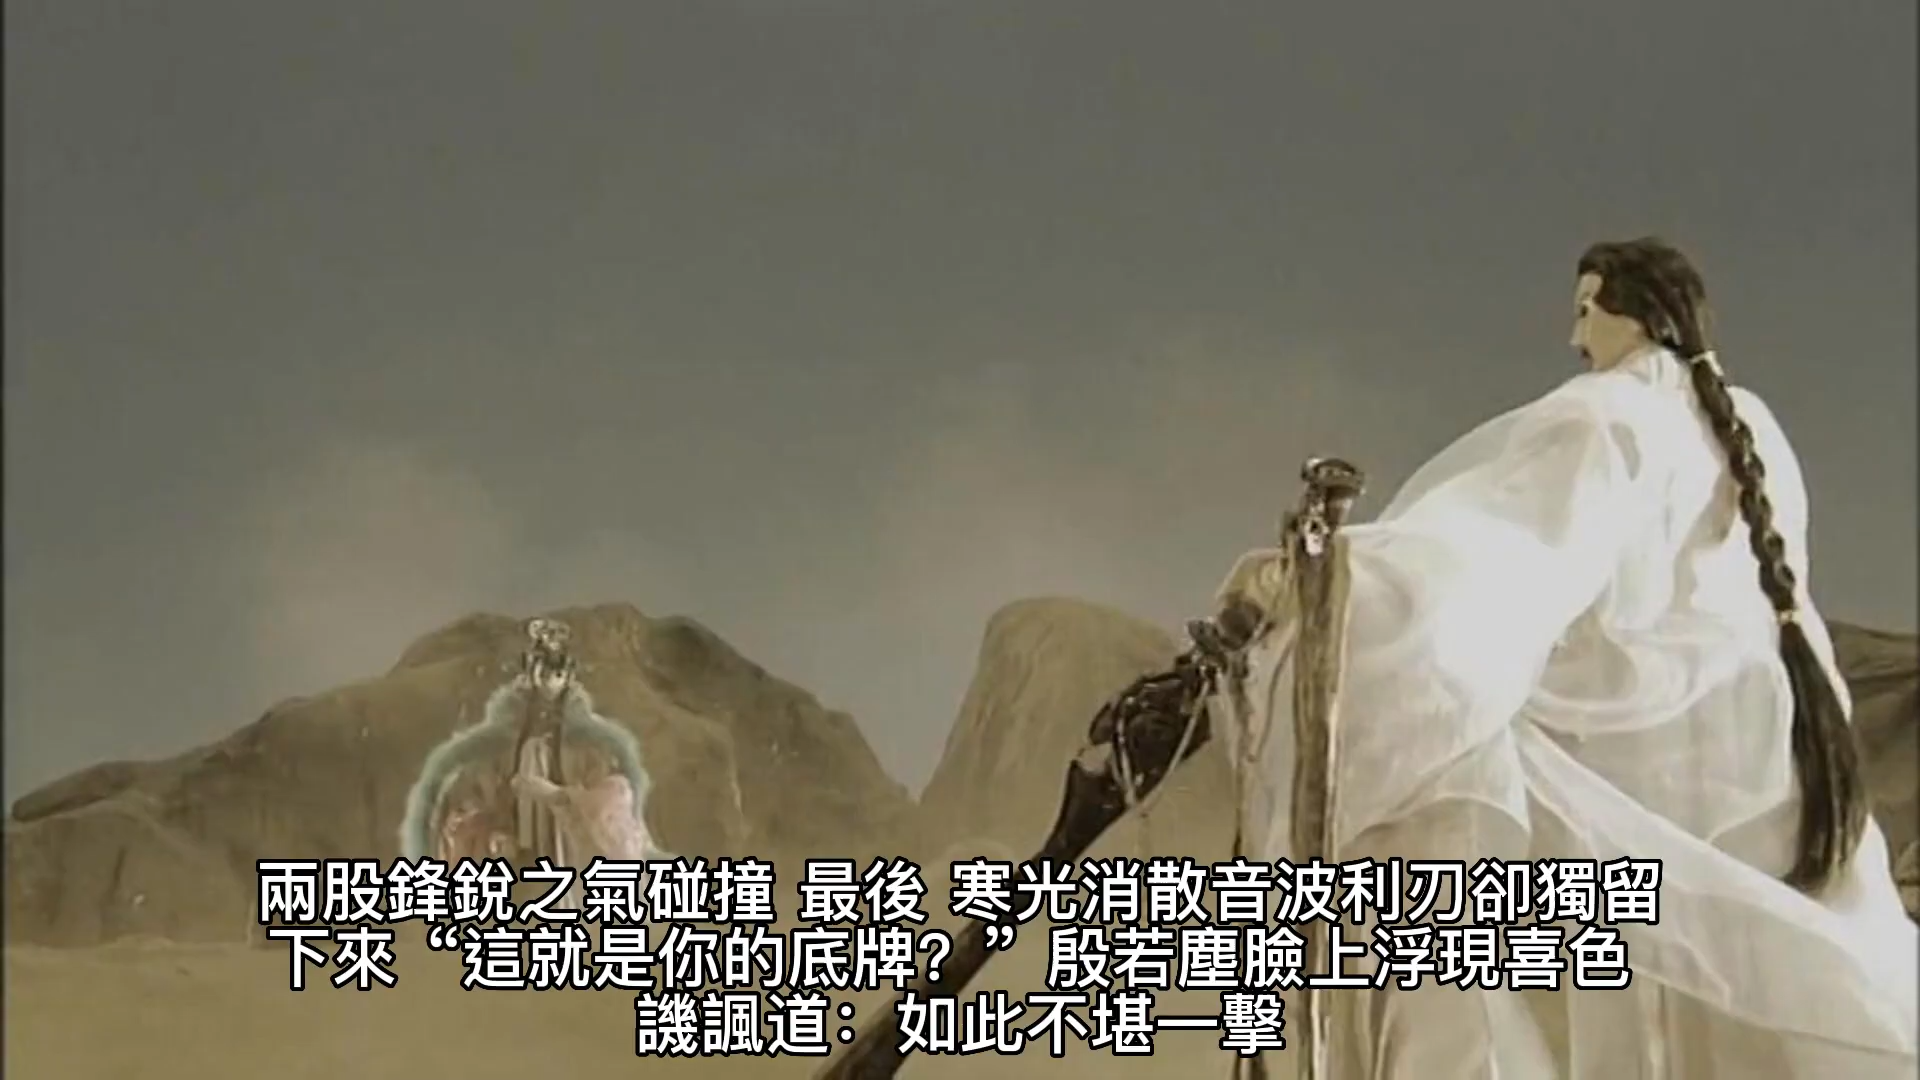 兩股鋒銳之氣碰撞 最後 寒光消散音波利刃卻獨留
下來“這就是你的底牌？”殷若塵臉上浮現喜色
譏諷道：如此不堪一擊